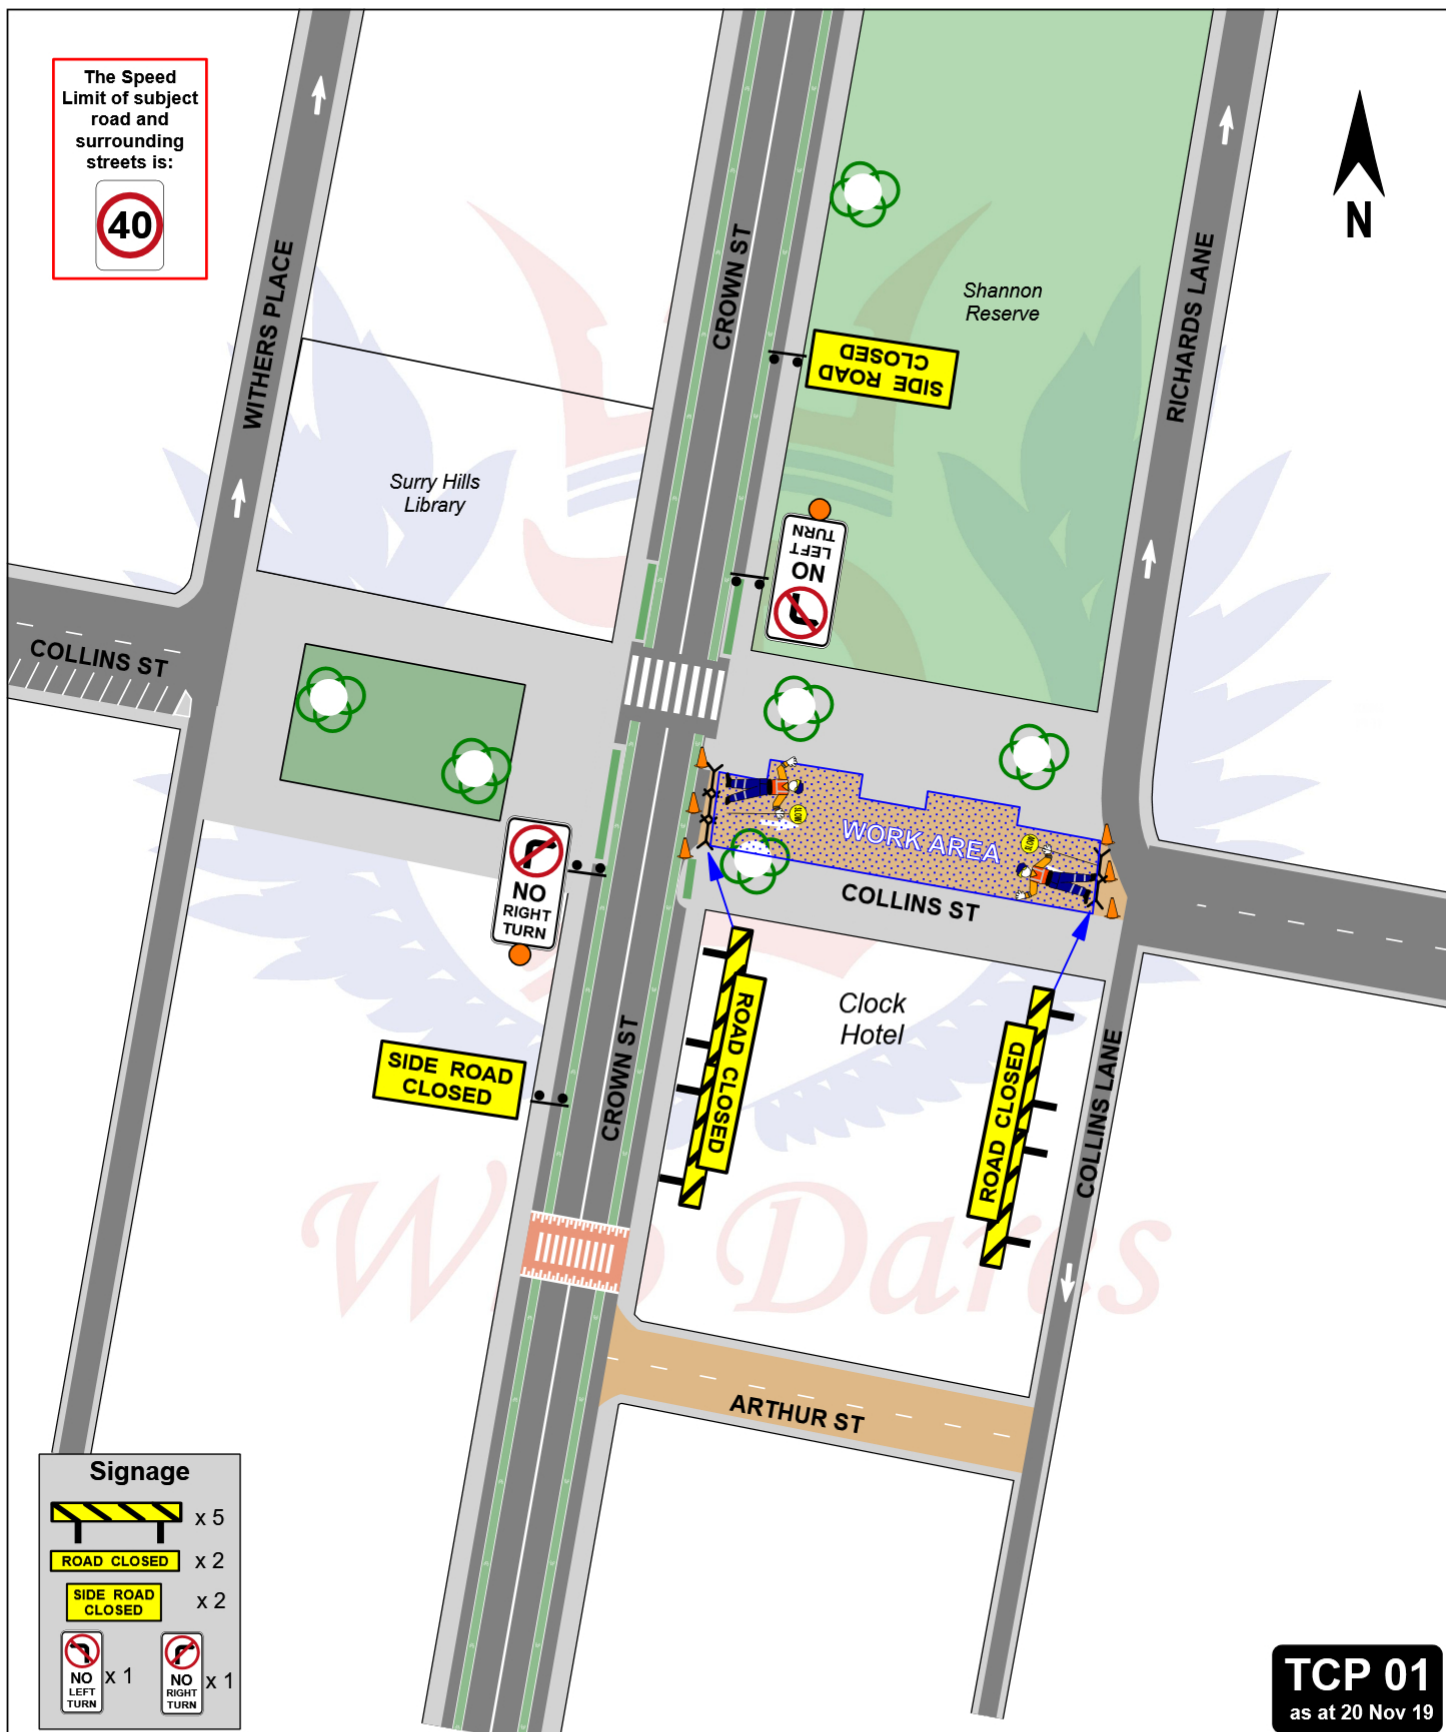 The Speed
Limit of subject
road and
surrounding
streets is:
40
N
WITHERS PLACE
CROWN ST
RICHARDS LANE
Shannon
Reserve
SIDE ROAD
CLOSED
Surry Hills
Library
NO
LEFT
TURN
COLLINS ST
WORK AREA
COLLINS ST
NO
RIGHT
TURN
Clock
Hotel
ROAD CLOSED
ROAD CLOSED
SIDE ROAD
CLOSED
CROWN ST
COLLINS LANE
Dares
ARTHUR ST
Signage
x 5
ROAD CLOSED x 2
SIDE ROAD
CLOSED
x 2
NO
LEFT
TURN
x 1
NO
RIGHT
TURN
x 1
TCP 01
as at 20 Nov 19